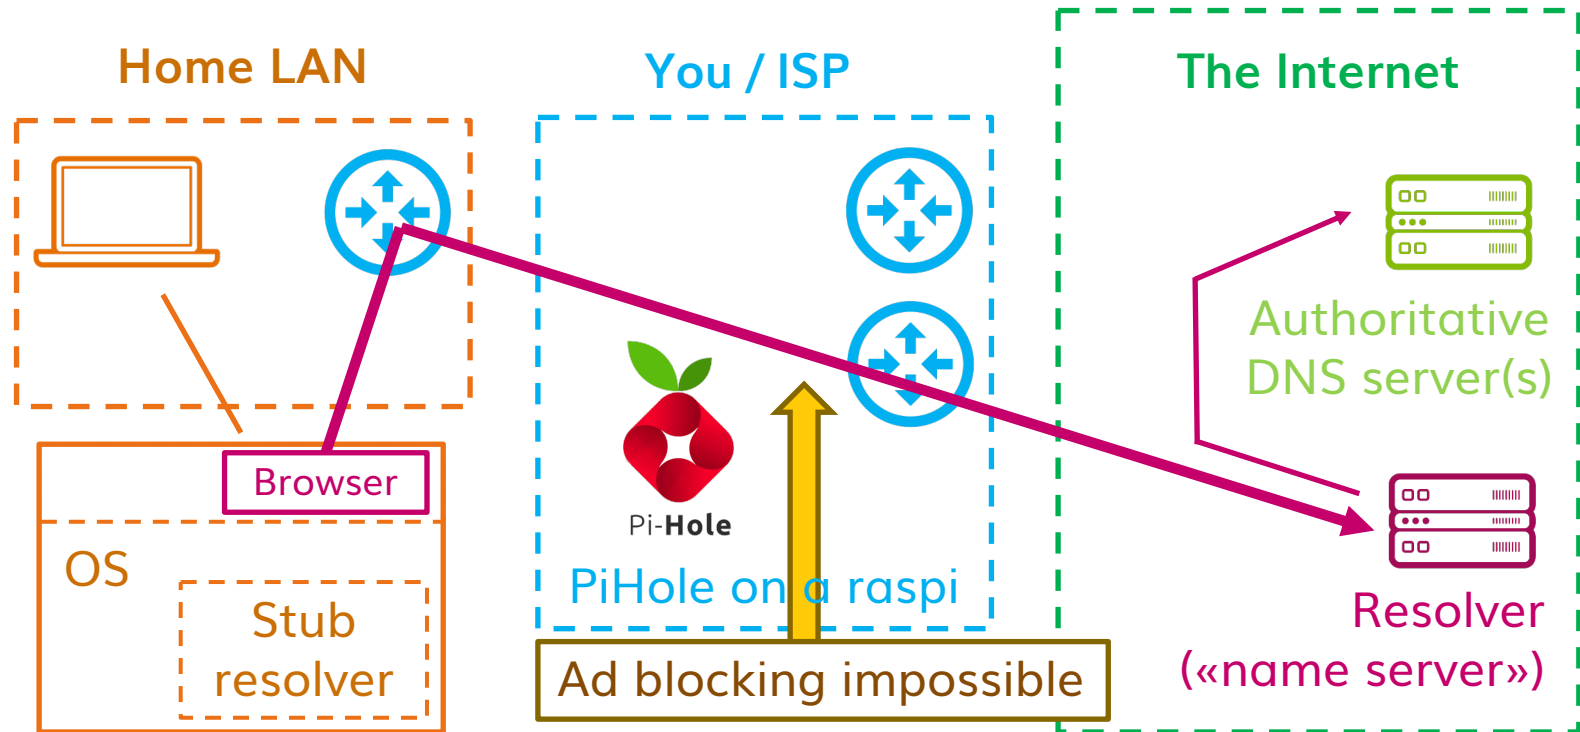 Home LAN
You / ISP
The Internet
Authoritative
DNS server(s)
Browser
Pi-Hole
OS
PiHole on a raspi
Stub
resolver
Resolver
(«name server»)
Ad blocking impossible